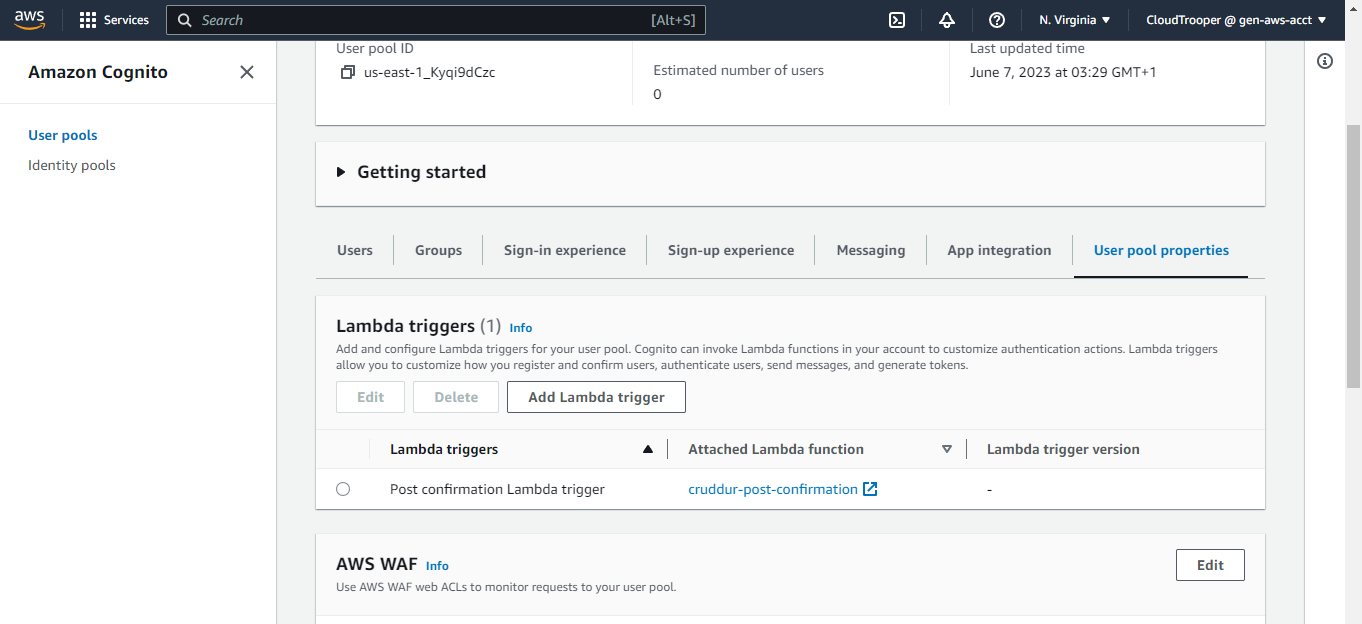 aws
Services
Search
[Alt+S]
N. Virginia
CloudTrooper @ gen-aws-acct
Amazon Cognito
User pools
Identity pools
User pool ID
us-east-1_Kyqi9dCzc
Estimated number of users
0
Last updated time
June 7, 2023 at 03:29 GMT+1
Getting started
Users
Groups
Sign-in experience
Sign-up experience
Messaging
App integration
User pool properties
Lambda triggers (1) Info
Add and configure Lambda triggers for your user pool. Cognito can invoke Lambda functions in your account to customize authentication actions. Lambda triggers
allow you to customize how you register and confirm users, authenticate users, send messages, and generate tokens.
Edit
Delete
Add Lambda trigger
Lambda triggers
Attached Lambda function
Lambda trigger version
Post confirmation Lambda trigger
cruddur-post-confirmation
-
AWS WAF Info
Use AWS WAF web ACLs to monitor requests to your user pool.
Edit